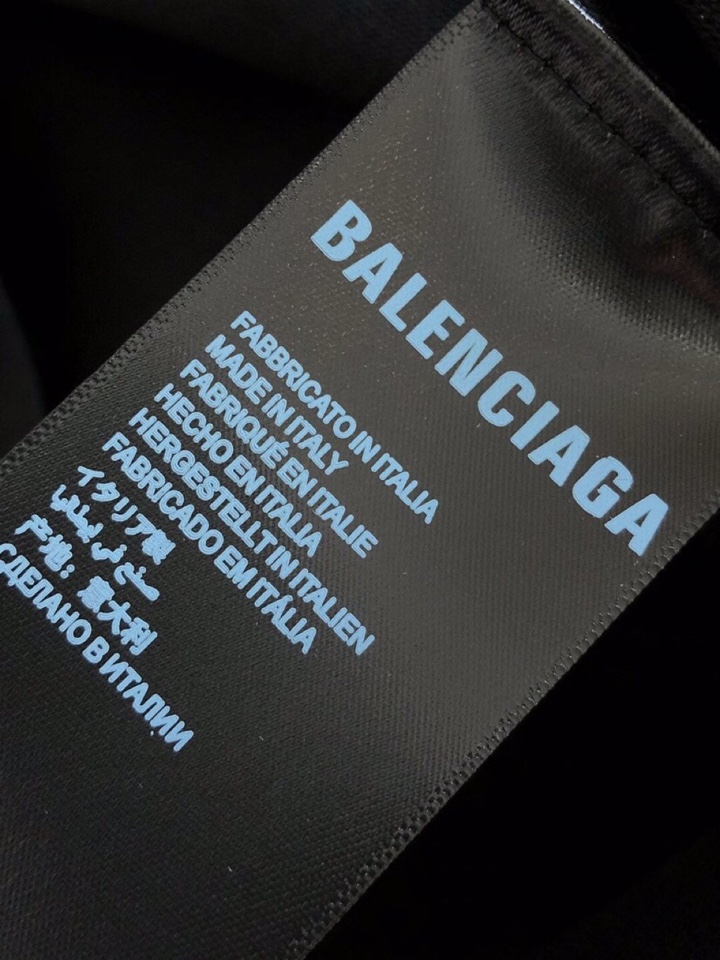 BALENCIAGA
FABBRICATO IN ITALIA
MADE IN ITALY
FABRIQUÉ EN ITALIE
HECHO EN ITALIA
HERGESTELLT IN ITALIEN
FABRICADO EM ITÁLIA
イタリア製
صنع في إيطاليا
产地：意大利
СДЕЛАНО В ИТАЛИИ